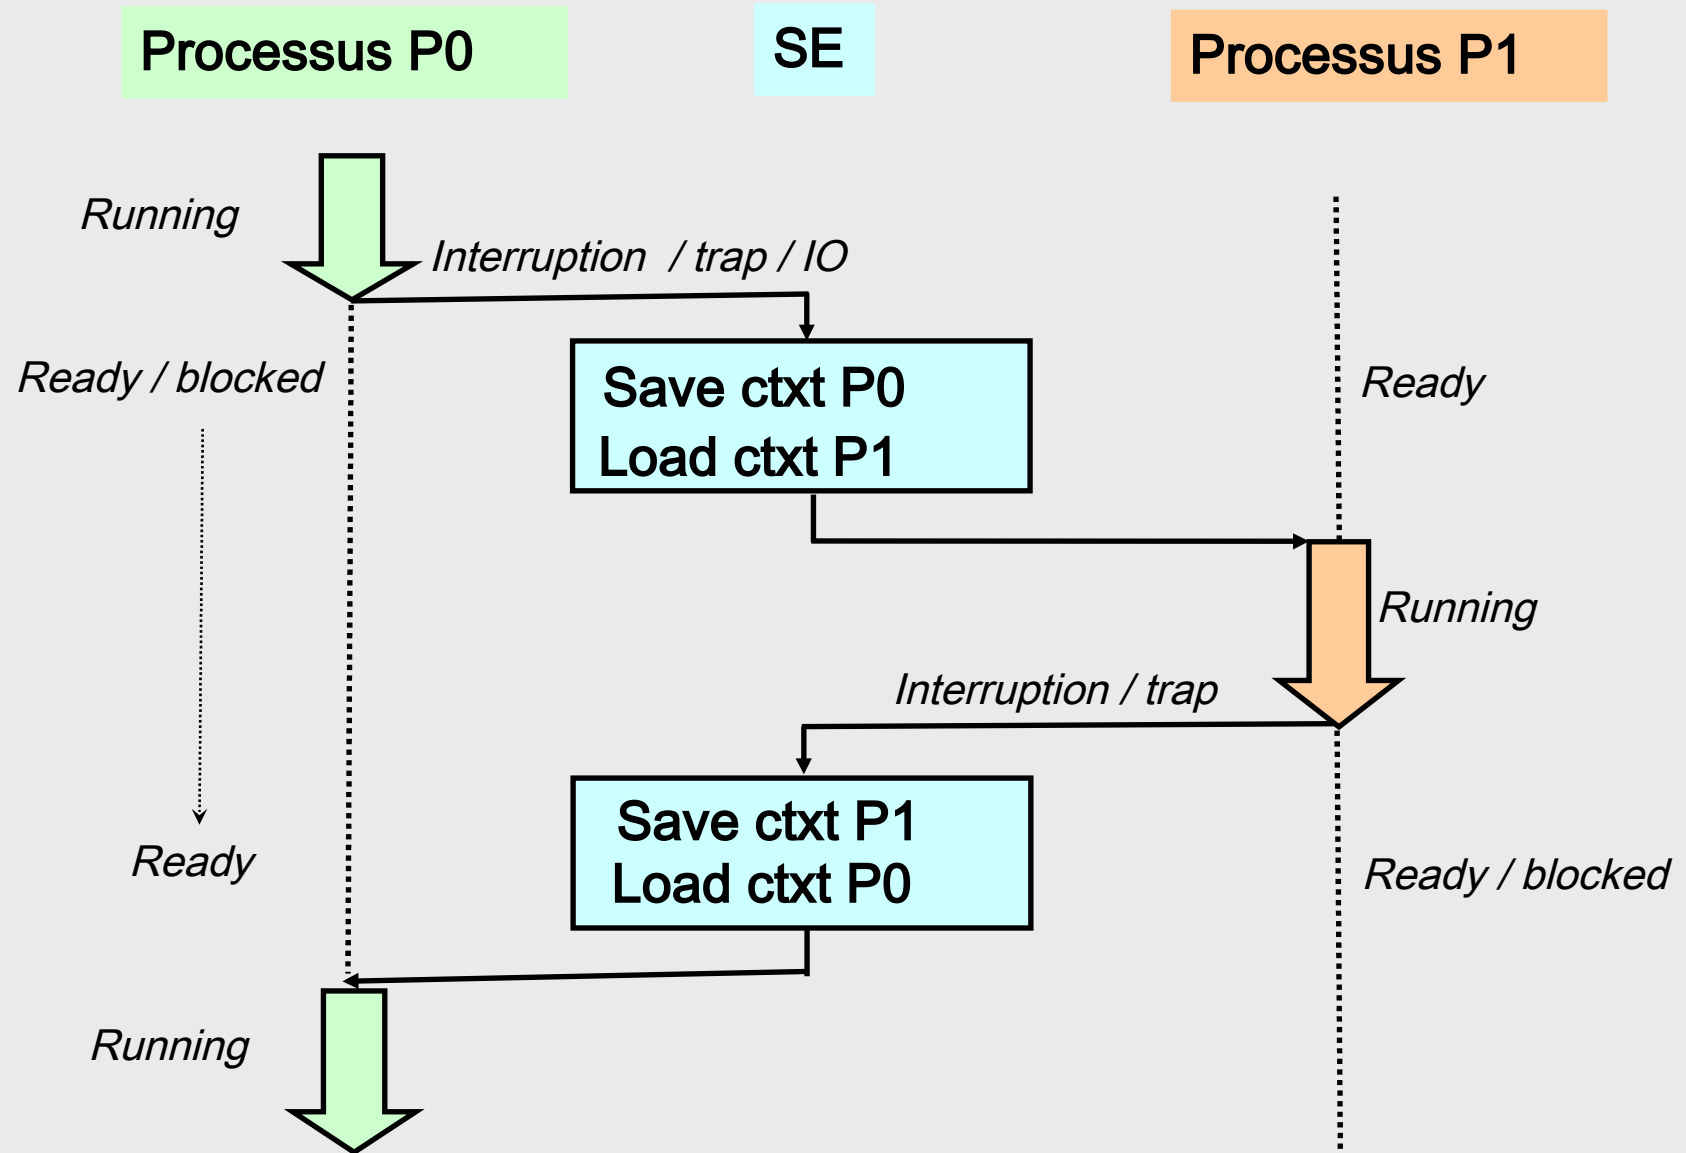 Processus P0
SE
Processus P1
Running
Interruption / trap / IO
Ready / blocked
Save ctxt P0
Load ctxt P1
Ready
Running
Interruption / trap
Save ctxt P1
Load ctxt P0
Ready
Ready / blocked
Running